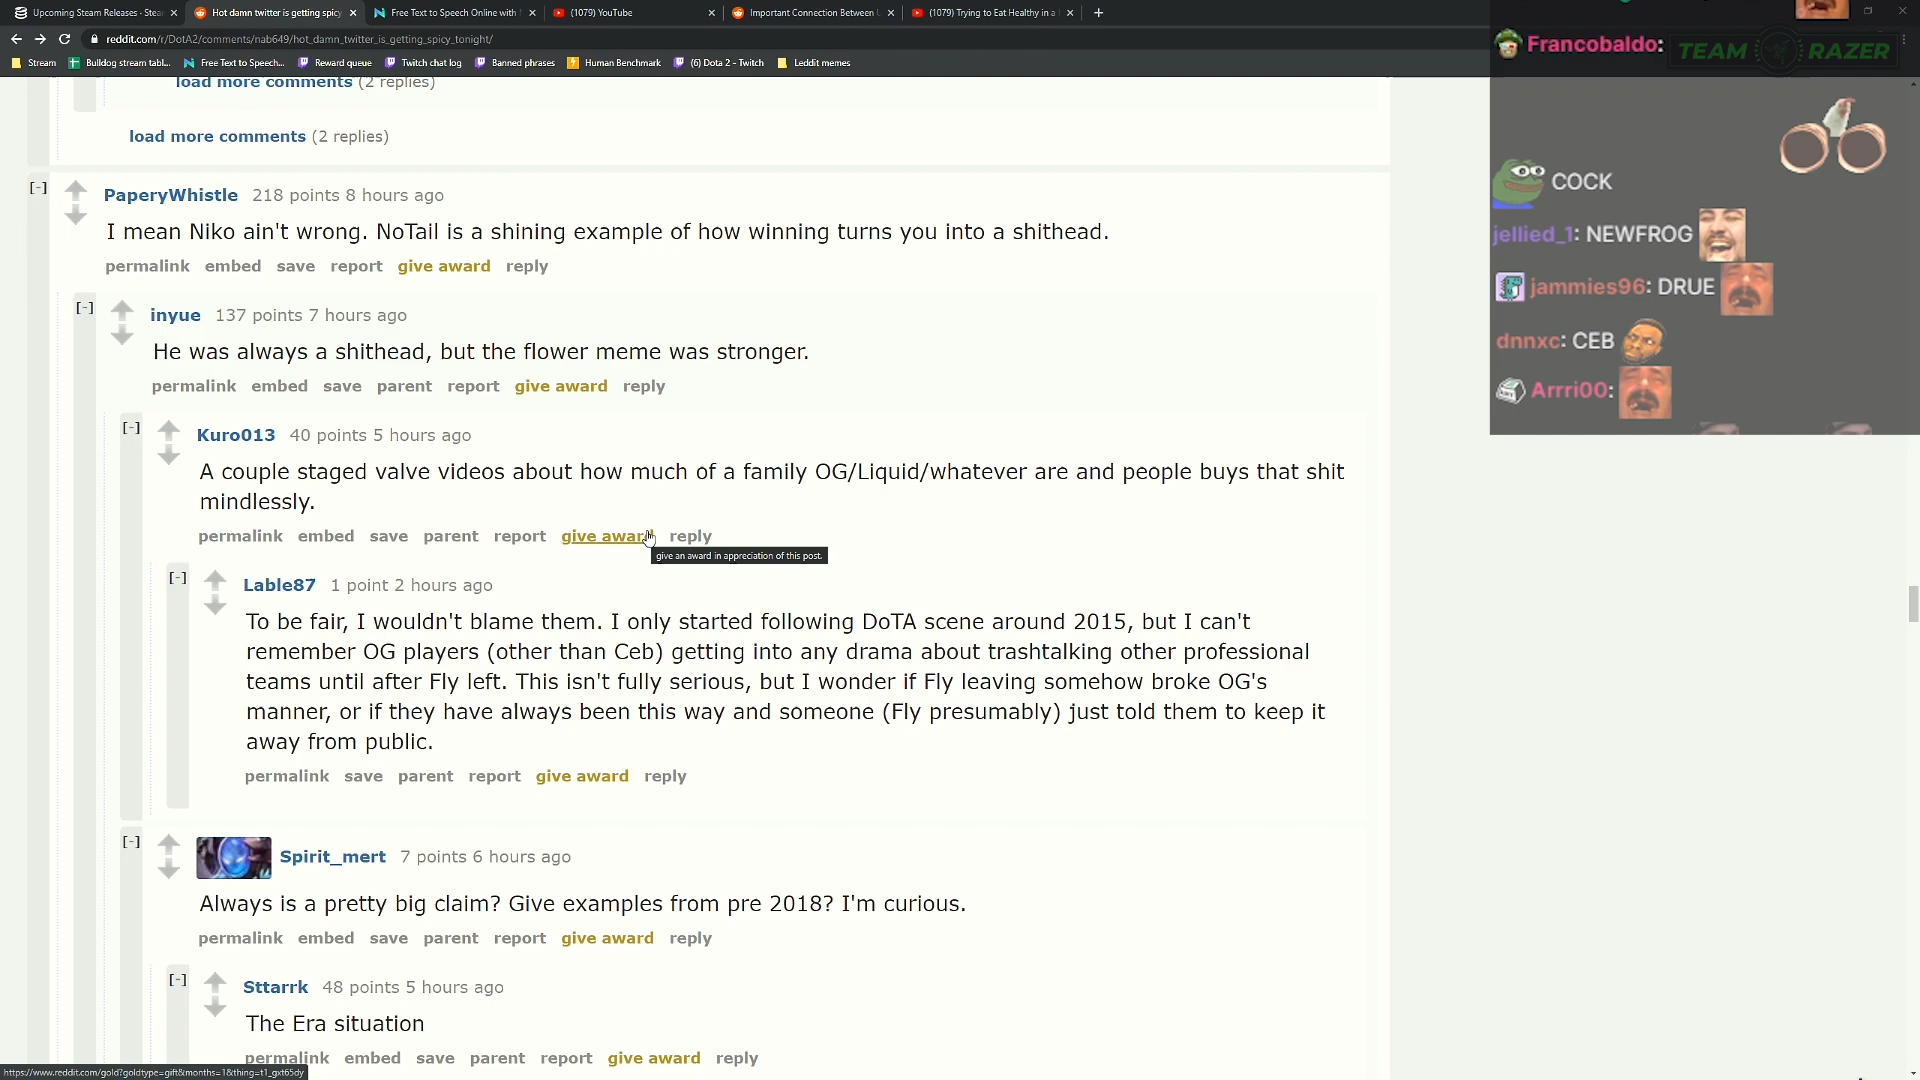 Upcoming Steam Releases - Stea
Hot damn twitter is getting spicy
Free Text to Speech Online with
(1079) YouTube
Important Connection Between
(1079) Trying to Eat Healthy in a
reddit.com/r/DotA2/comments/nab649/hot_damn_twitter_is_getting_spicy_tonight/
Stream
Bulldog stream tabl...
Free Text to Speech...
Reward queue
Twitch chat log
Banned phrases
Human Benchmark
(6) Dota 2 - Twitch
Leddit memes
load more comments (2 replies)
load more comments (2 replies)
[-] PaperyWhistle 218 points 8 hours ago
I mean Niko ain't wrong. NoTail is a shining example of how winning turns you into a shithead.
permalink embed save report give award reply
[-] inyue 137 points 7 hours ago
He was always a shithead, but the flower meme was stronger.
permalink embed save parent report give award reply
[-] Kuro013 40 points 5 hours ago
A couple staged valve videos about how much of a family OG/Liquid/whatever are and people buys that shit
mindlessly.
permalink embed save parent report give award reply
give an award in appreciation of this post.
[-] Lable87 1 point 2 hours ago
To be fair, I wouldn't blame them. I only started following DoTA scene around 2015, but I can't
remember OG players (other than Ceb) getting into any drama about trashtalking other professional
teams until after Fly left. This isn't fully serious, but I wonder if Fly leaving somehow broke OG's
manner, or if they have always been this way and someone (Fly presumably) just told them to keep it
away from public.
permalink save parent report give award reply
[-] Spirit_mert 7 points 6 hours ago
Always is a pretty big claim? Give examples from pre 2018? I'm curious.
permalink embed save parent report give award reply
[-] Sttarrk 48 points 5 hours ago
The Era situation
permalink embed save parent report give award reply
https://www.reddit.com/gold?goldtype=gift&months=1&thing=t1_gxt65dy
Francobaldo:
TEAM RAZER
COCK
jellied_1: NEWFROG
jammies96: DRUE
dnnxc: CEB
Arrri00: